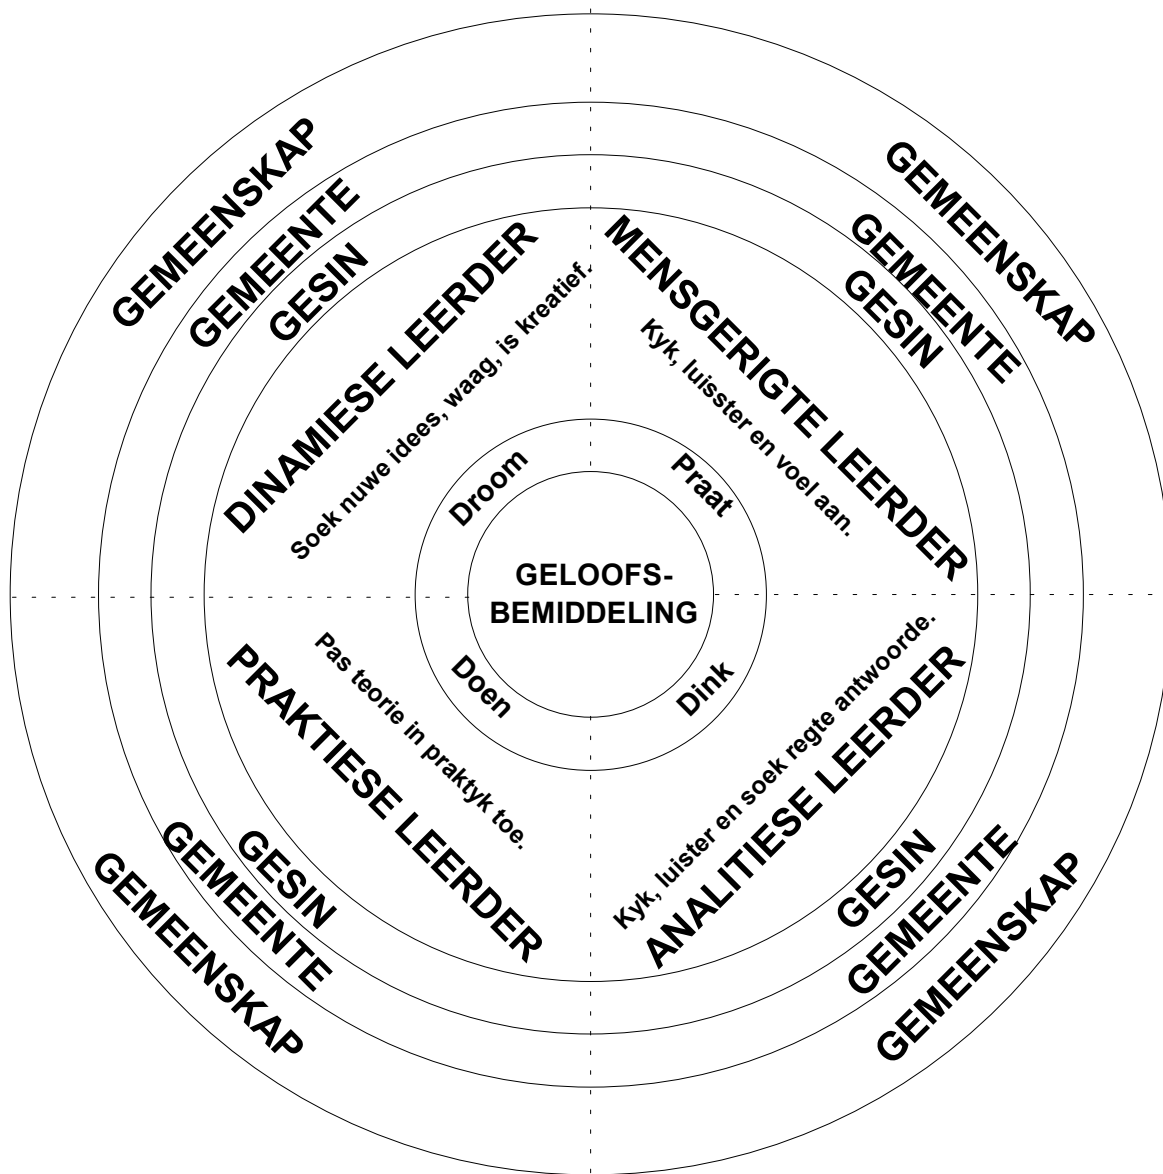 GEMEENSKAP
GEMEENTE
GESIN
DINAMIESE LEERDER
Soek nuwe idees, waag, is kreatief.
Droom
GEMEENSKAP
GEMEENTE
GESIN
MENSGERIGTE LEERDER
Kyk, luisster en voel aan.
Praat
GELOOFS-
BEMIDDELING
Doen
Pas teorie in praktyk toe.
PRAKTIESE LEERDER
GESIN
GEMEENTE
GEMEENSKAP
Dink
Kyk, luister en soek regte antwoorde.
ANALITIESE LEERDER
GESIN
GEMEENTE
GEMEENSKAP